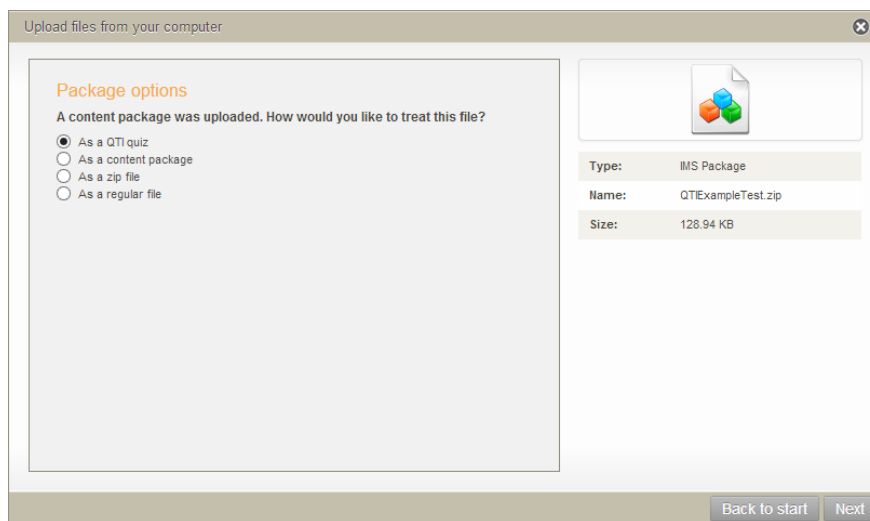 Upload files from your computer
Package options
A content package was uploaded. How would you like to treat this file?
As a QTI quiz
As a content package
As a zip file
As a regular file
Type: IMS Package
Name: QTIExampleTest.zip
Size: 128.94 KB
Back to start Next